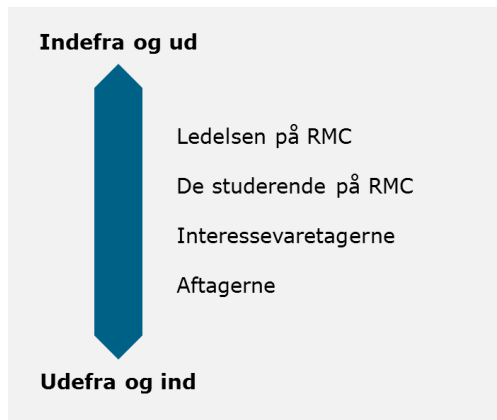 Indefra og ud
Ledelsen på RMC
De studerende på RMC
Interessevaretagerne
Aftagerne
Udefra og ind